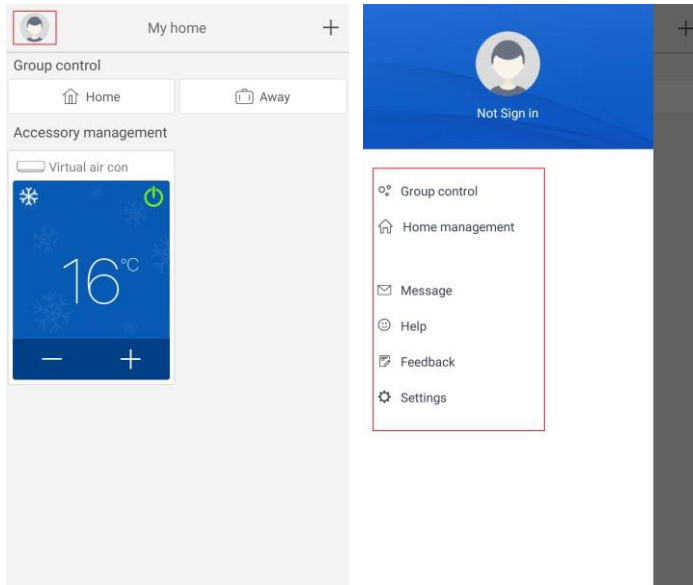 My home +
Group control
Home Away
Accessory management
Virtual air con
16°C
— +
Not Sign in
Group control
Home management
Message
Help
Feedback
Settings